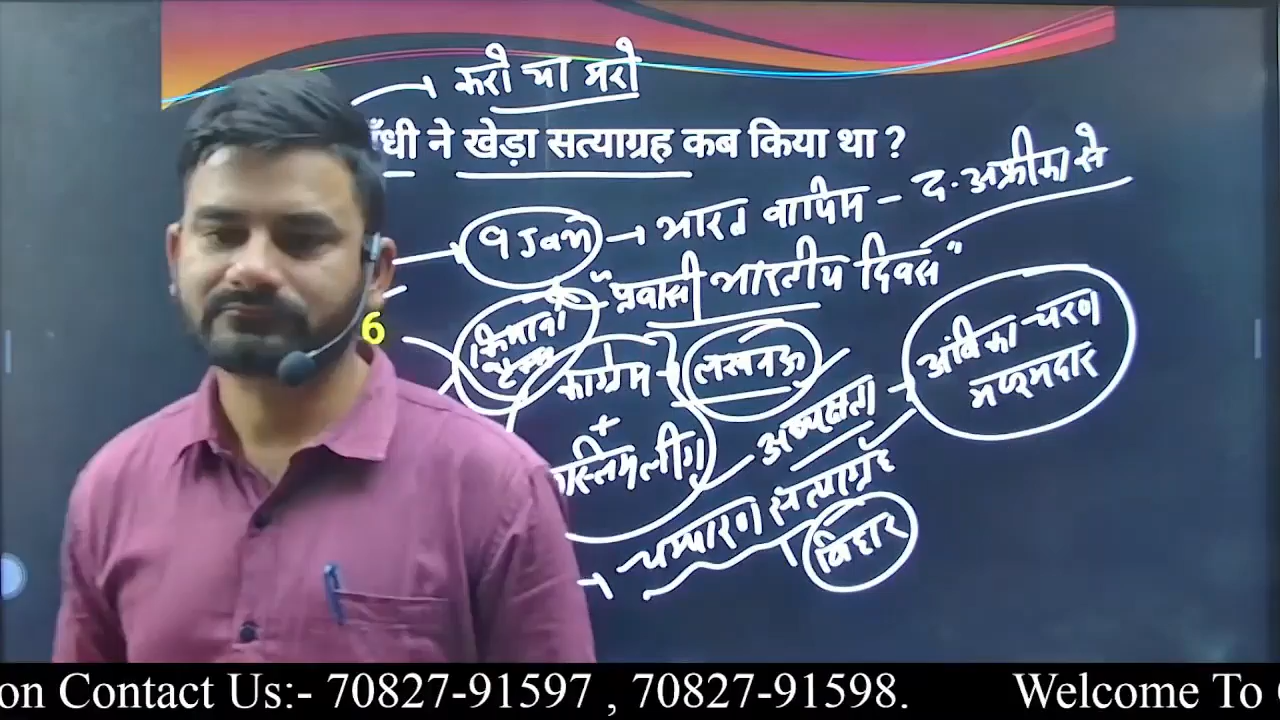 करो या मरो
ाँधी ने खेड़ा सत्याग्रह कब किया था ?
9 Jan → भारत वापिस - द. अफ्रीका से
"प्रवासी भारतीय दिवस"
6
कांग्रेस - लखनऊ
+
स्लिमलीग
अध्यक्षता - अंबिका चरण
मजूमदार
चम्पारण सत्याग्रह
बिहार
on Contact Us:- 70827-91597 , 70827-91598. Welcome To